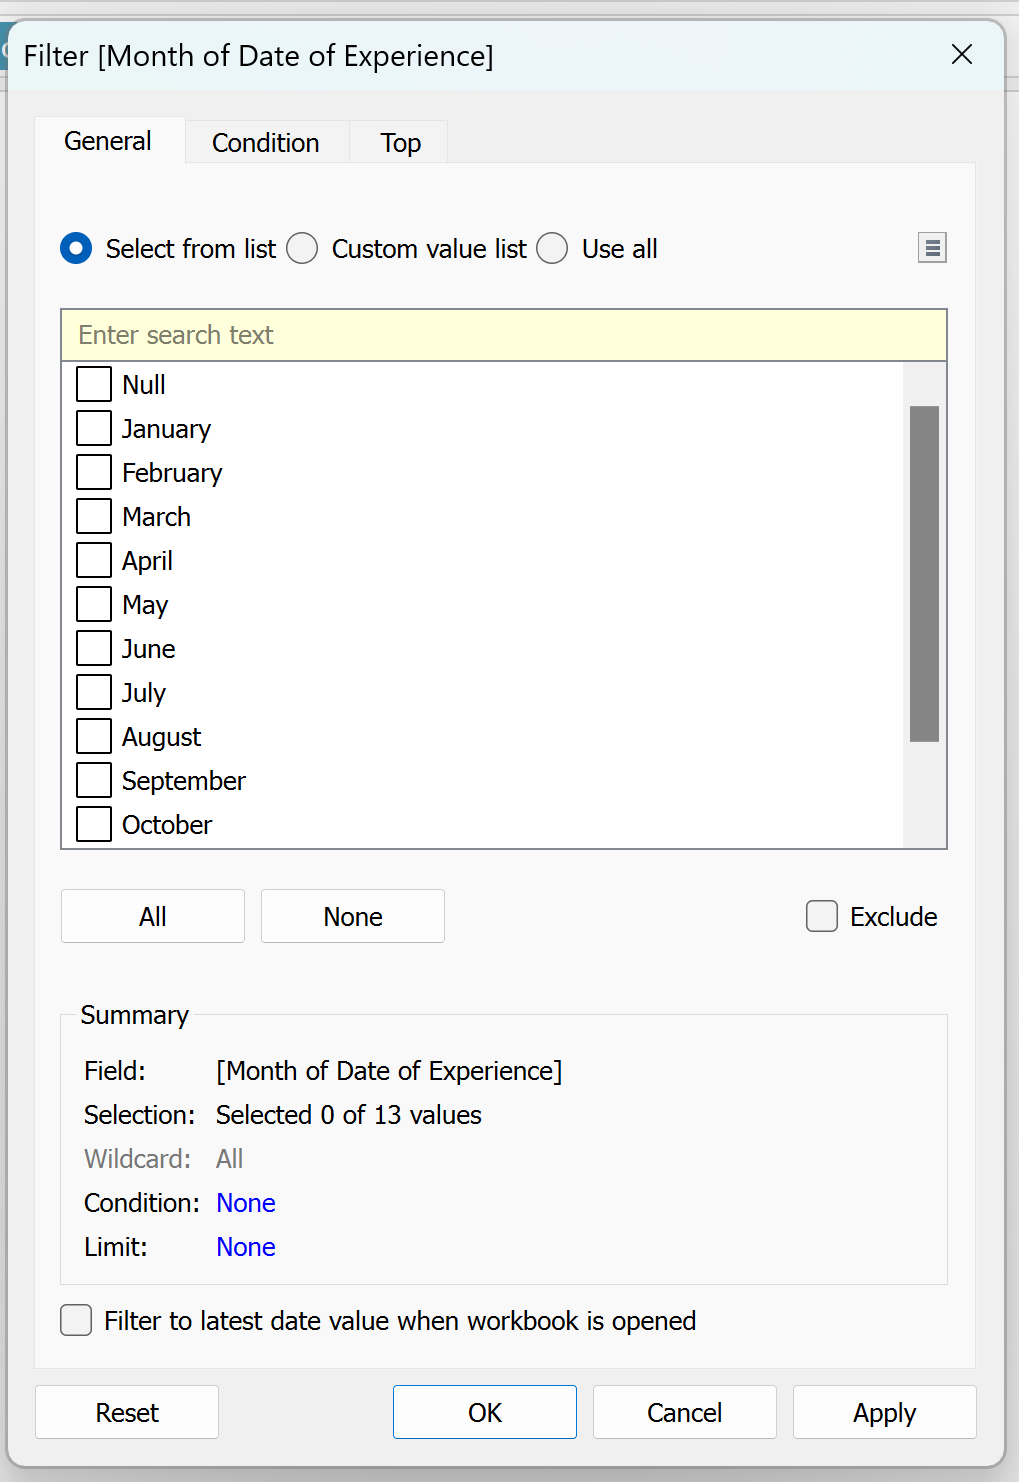 Filter [Month of Date of Experience]
General Condition Top
Select from list Custom value list Use all
Enter search text
Null
January
February
March
April
May
June
July
August
September
October
All None Exclude
Summary
Field: [Month of Date of Experience]
Selection: Selected 0 of 13 values
Wildcard: All
Condition: None
Limit: None
Filter to latest date value when workbook is opened
Reset OK Cancel Apply